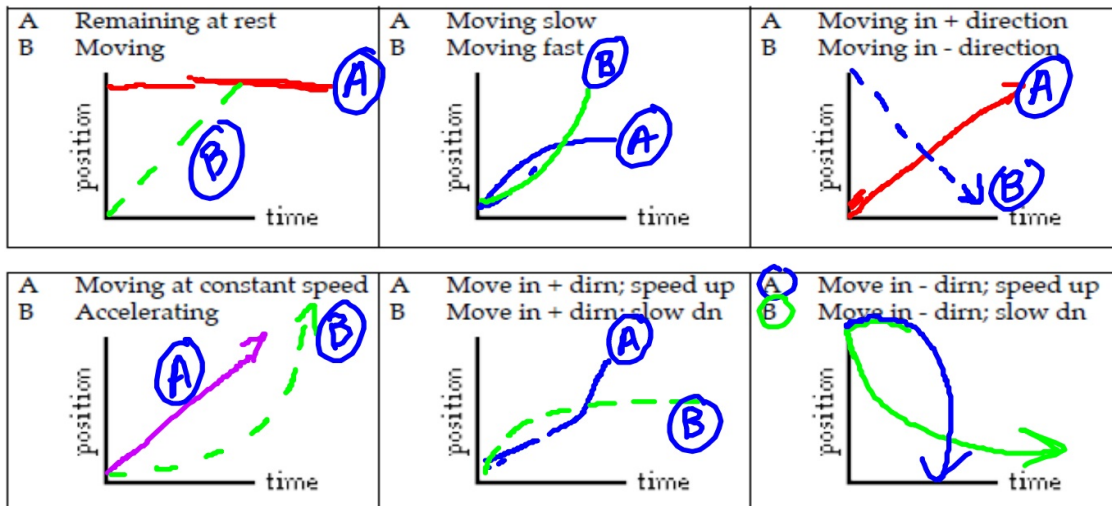 A Remaining at rest
B Moving
A
B
position
time
A Moving slow
B Moving fast
B
A
position
time
A Moving in + direction
B Moving in - direction
A
B
position
time
A Moving at constant speed
B Accelerating
B
A
position
time
A Move in + dirn; speed up
B Move in + dirn; slow dn
A
B
position
time
A Move in - dirn; speed up
B Move in - dirn; slow dn
position
time